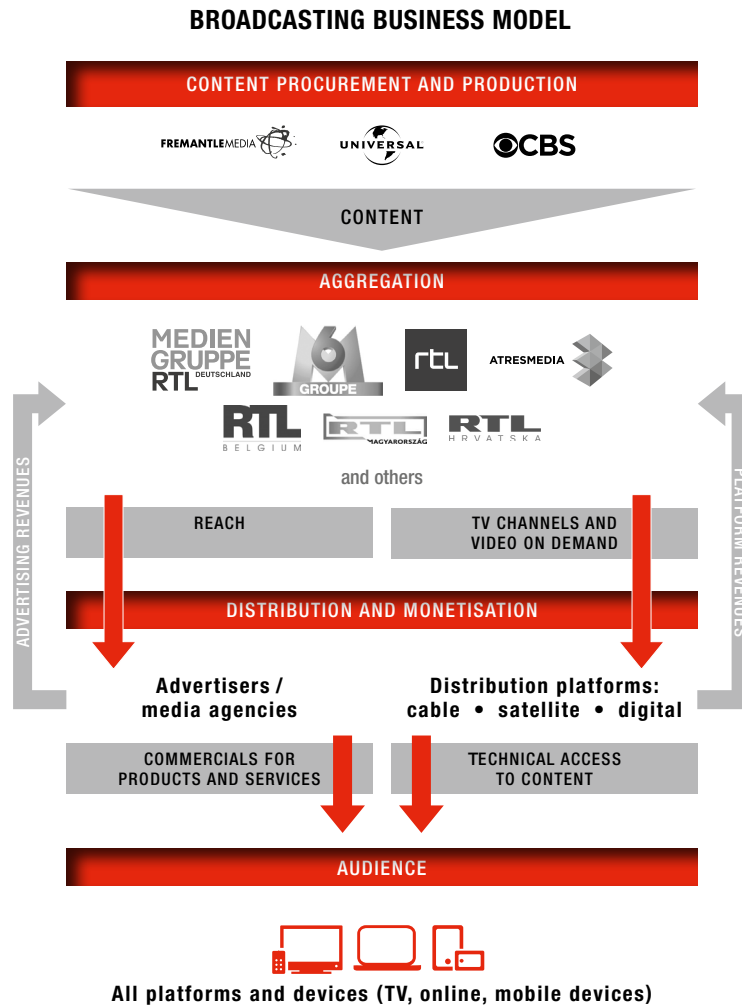 BROADCASTING BUSINESS MODEL
CONTENT PROCUREMENT AND PRODUCTION
FREMANTLEMEDIA
UNIVERSAL
CBS
CONTENT
AGGREGATION
MEDIEN
GRUPPE
RTL DEUTSCHLAND
M6
GROUPE
rtl
ATRESMEDIA
RTL
BELGIUM
RTL
MAGYARORSZÁG
RTL
HRVATSKA
and others
ADVERTISING REVENUES
PLATFORM REVENUES
REACH
TV CHANNELS AND
VIDEO ON DEMAND
DISTRIBUTION AND MONETISATION
Advertisers /
media agencies
Distribution platforms:
cable • satellite • digital
COMMERCIALS FOR
PRODUCTS AND SERVICES
TECHNICAL ACCESS
TO CONTENT
AUDIENCE
All platforms and devices (TV, online, mobile devices)